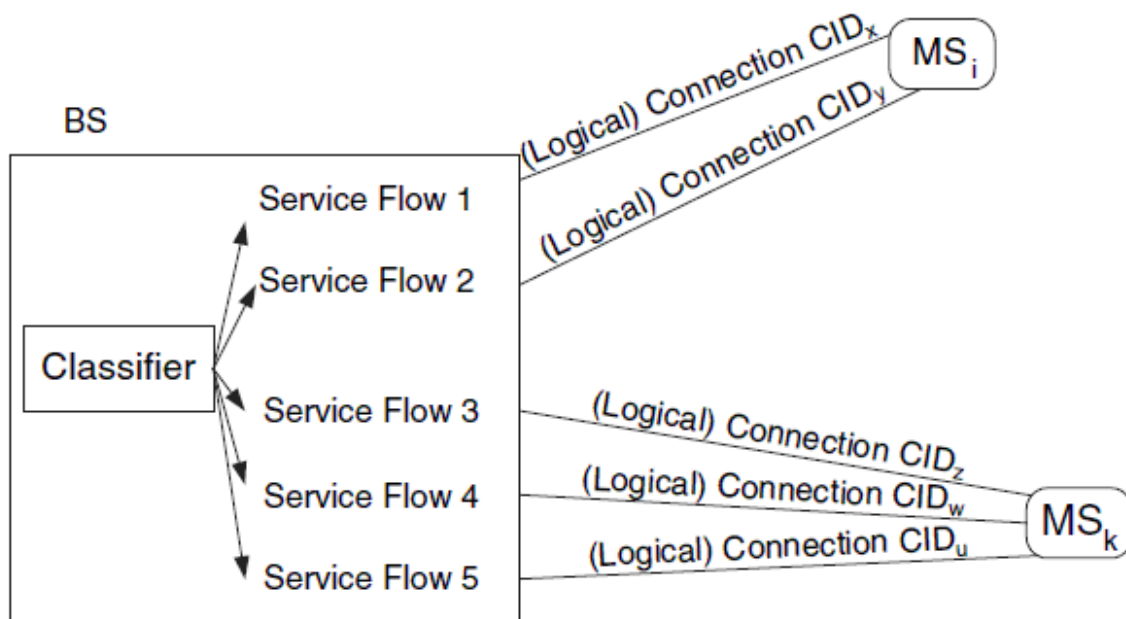 BS
Classifier
Service Flow 1
Service Flow 2
Service Flow 3
Service Flow 4
Service Flow 5
(Logical) Connection CIDx
(Logical) Connection CIDy
MSi
(Logical) Connection CIDz
(Logical) Connection CIDw
(Logical) Connection CIDu
MSk